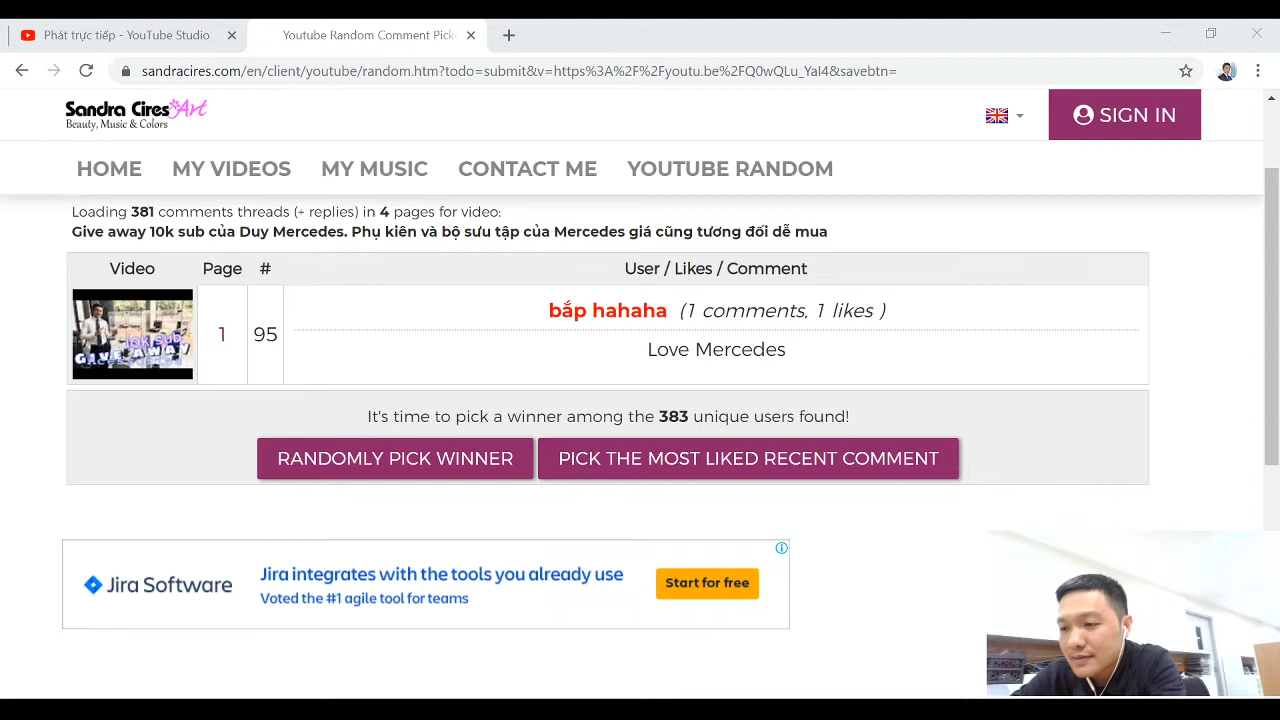 Phát trực tiếp - YouTube Studio
Youtube Random Comment Pick
sandracires.com/en/client/youtube/random.htm?todo=submit&v=https%3A%2F%2Fyoutu.be%2FQ0wQLu_YaI4&savebtn=
Sandra Cires Art
Beauty, Music & Colors
SIGN IN
HOME MY VIDEOS MY MUSIC CONTACT ME YOUTUBE RANDOM
Loading 381 comments threads (+ replies) in 4 pages for video:
Give away 10k sub của Duy Mercedes. Phụ kiên và bộ sưu tập của Mercedes giá cũng tương đối dễ mua
Video Page # User / Likes / Comment
10k sub
GIVE AWAY
1 95 bắp hahaha (1 comments, 1 likes )
Love Mercedes
It's time to pick a winner among the 383 unique users found!
RANDOMLY PICK WINNER PICK THE MOST LIKED RECENT COMMENT
Jira Software
Jira integrates with the tools you already use
Voted the #1 agile tool for teams
Start for free